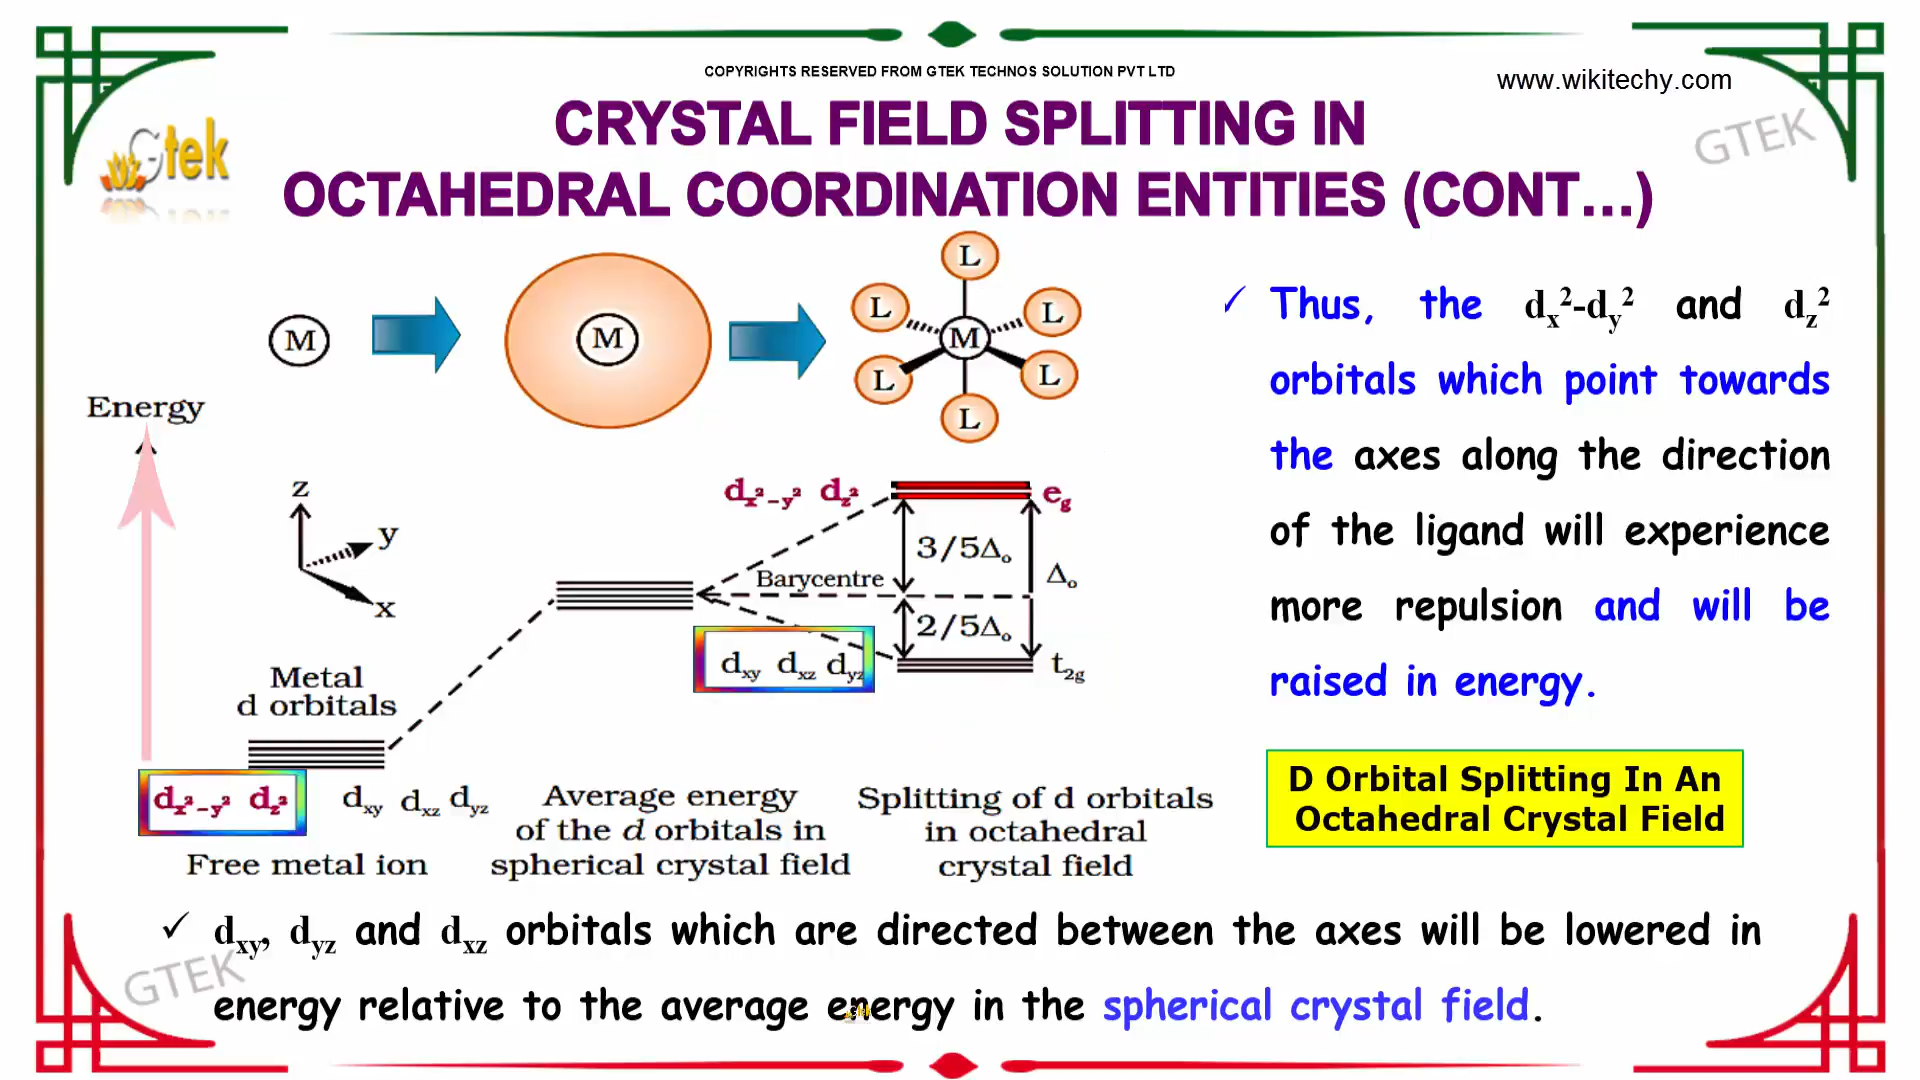 COPYRIGHTS RESERVED FROM GTEK TECHNOS SOLUTION PVT LTD
www.wikitechy.com
Gtek
GTEK
CRYSTAL FIELD SPLITTING IN
OCTAHEDRAL COORDINATION ENTITIES (CONT...)
M
M
L
L
L
M
L
L
L
Energy
z
y
x
Metal
d orbitals
dx²-y² dz²
dxy dxz dyz
Free metal ion
Average energy
of the d orbitals in
spherical crystal field
dx²-y² dz²
eg
3/5Δo
Barycentre
Δo
2/5Δo
dxy dxz dyz
t2g
Splitting of d orbitals
in octahedral
crystal field
✓ Thus, the dx²-dy² and dz²
orbitals which point towards
the axes along the direction
of the ligand will experience
more repulsion and will be
raised in energy.
D Orbital Splitting In An
Octahedral Crystal Field
✓ dxy, dyz and dxz orbitals which are directed between the axes will be lowered in
energy relative to the average energy in the spherical crystal field.
GTEK